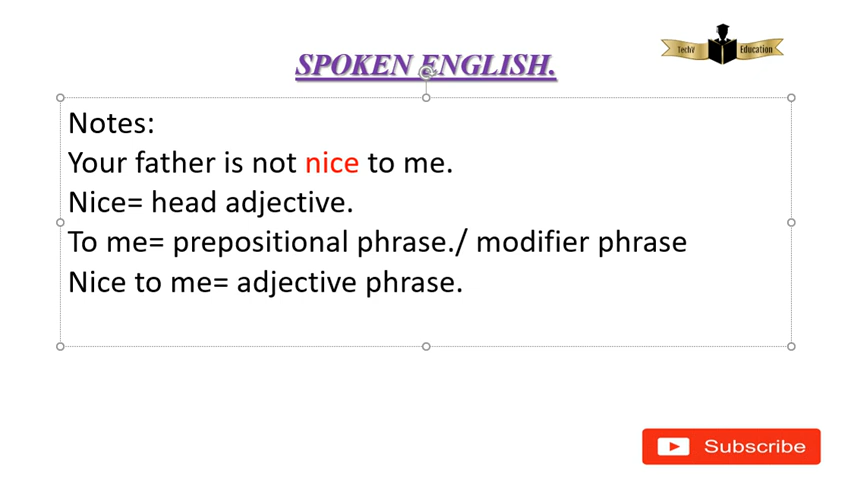 SPOKEN ENGLISH.
TechV Education
Notes:
Your father is not nice to me.
Nice= head adjective.
To me= prepositional phrase./ modifier phrase
Nice to me= adjective phrase.
Subscribe